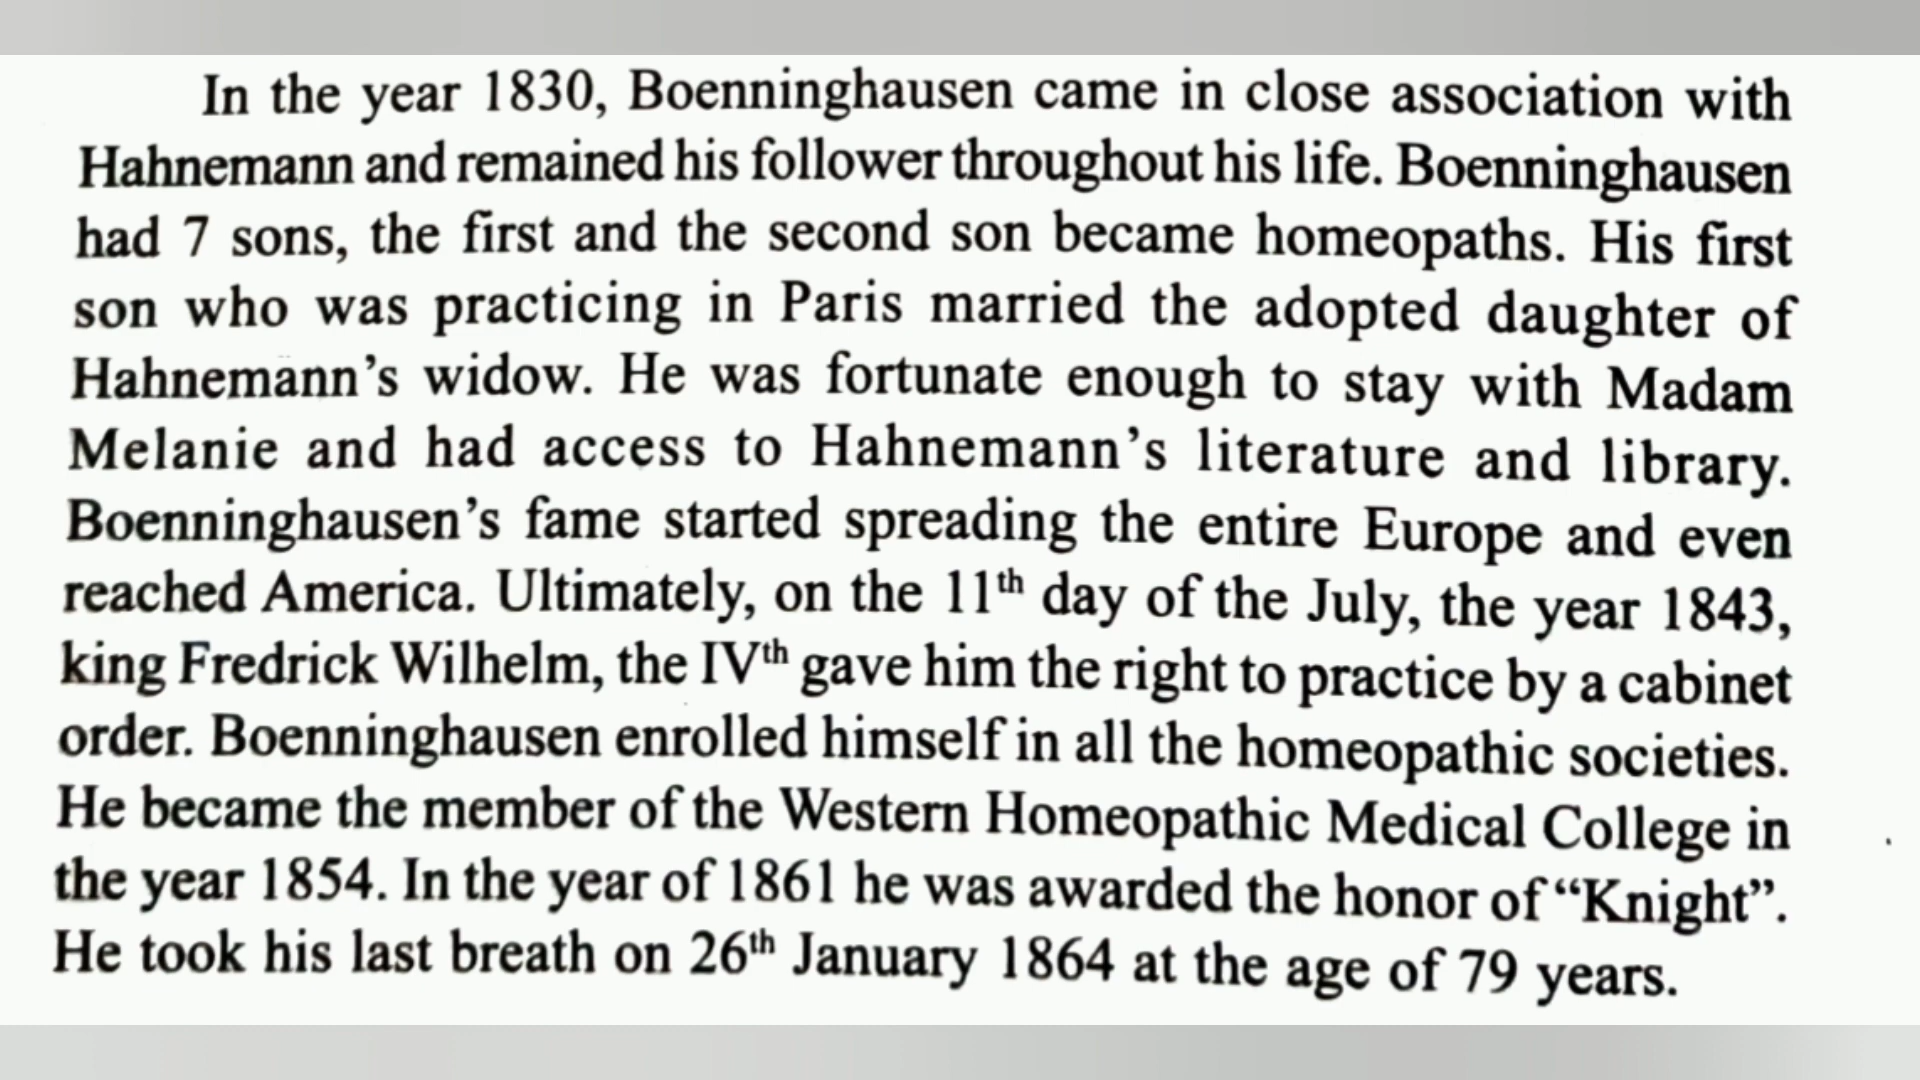 In the year 1830, Boenninghausen came in close association with
Hahnemann and remained his follower throughout his life. Boenninghausen
had 7 sons, the first and the second son became homeopaths. His first
son who was practicing in Paris married the adopted daughter of
Hahnemann’s widow. He was fortunate enough to stay with Madam
Melanie and had access to Hahnemann’s literature and library.
Boenninghausen’s fame started spreading the entire Europe and even
reached America. Ultimately, on the 11th day of the July, the year 1843,
king Fredrick Wilhelm, the IVth gave him the right to practice by a cabinet
order. Boenninghausen enrolled himself in all the homeopathic societies.
He became the member of the Western Homeopathic Medical College in
the year 1854. In the year of 1861 he was awarded the honor of “Knight”.
He took his last breath on 26th January 1864 at the age of 79 years.